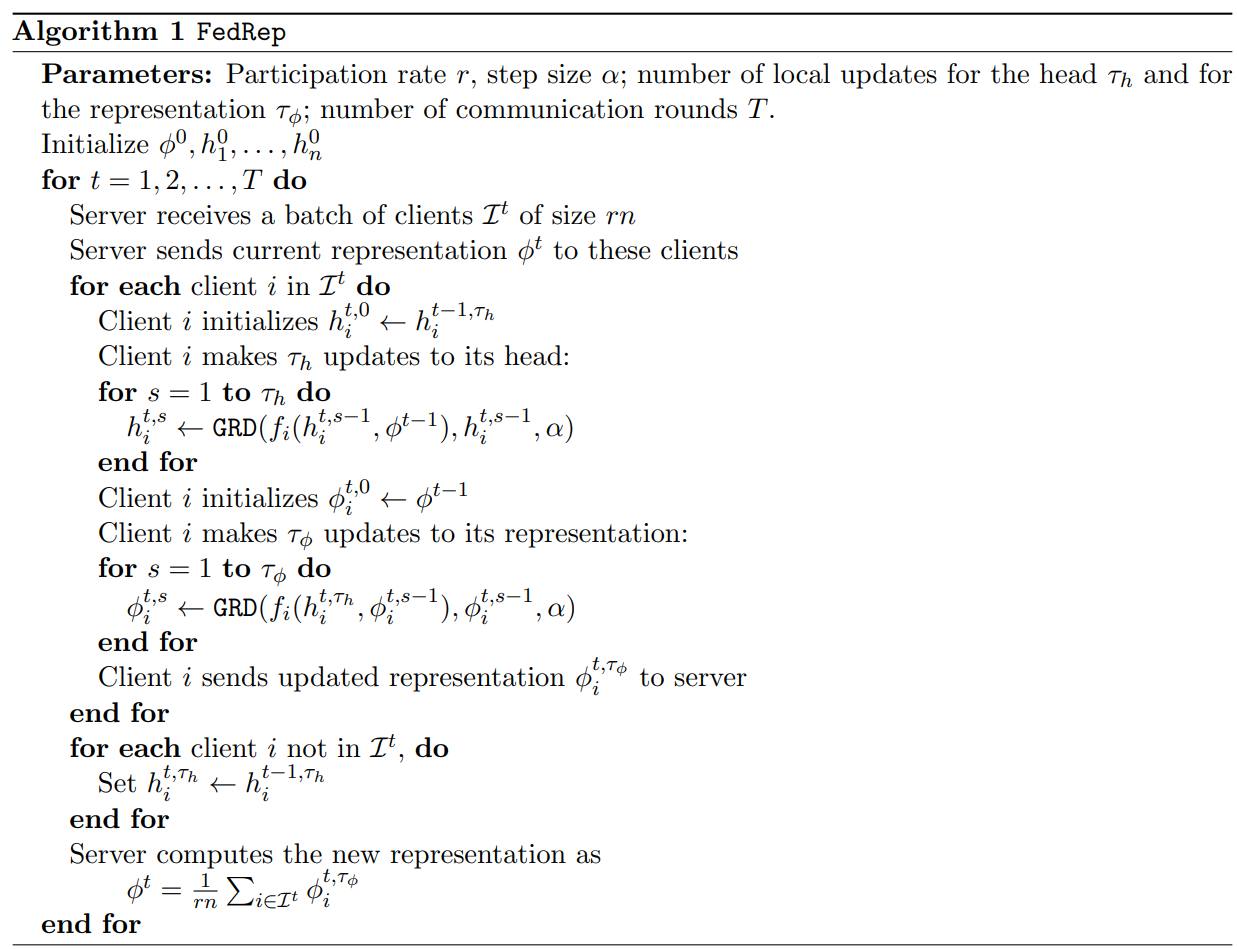 Algorithm 1 FedRep
Parameters: Participation rate $r$, step size $\alpha$; number of local updates for the head $\tau_h$ and for
the representation $\tau_\phi$; number of communication rounds $T$.
Initialize $\phi^0, h_1^0, \ldots, h_n^0$
for $t = 1, 2, \ldots, T$ do
Server receives a batch of clients $\mathcal{I}^t$ of size $rn$
Server sends current representation $\phi^t$ to these clients
for each client $i$ in $\mathcal{I}^t$ do
Client $i$ initializes $h_i^{t,0} \leftarrow h_i^{t-1,\tau_h}$
Client $i$ makes $\tau_h$ updates to its head:
for $s = 1$ to $\tau_h$ do
$h_i^{t,s} \leftarrow \texttt{GRD}(f_i(h_i^{t,s-1}, \phi^{t-1}), h_i^{t,s-1}, \alpha)$
end for
Client $i$ initializes $\phi_i^{t,0} \leftarrow \phi^{t-1}$
Client $i$ makes $\tau_\phi$ updates to its representation:
for $s = 1$ to $\tau_\phi$ do
$\phi_i^{t,s} \leftarrow \texttt{GRD}(f_i(h_i^{t,\tau_h}, \phi_i^{t,s-1}), \phi_i^{t,s-1}, \alpha)$
end for
Client $i$ sends updated representation $\phi_i^{t,\tau_\phi}$ to server
end for
for each client $i$ not in $\mathcal{I}^t$, do
Set $h_i^{t,\tau_h} \leftarrow h_i^{t-1,\tau_h}$
end for
Server computes the new representation as
$\phi^t = \frac{1}{rn} \sum_{i \in \mathcal{I}^t} \phi_i^{t,\tau_\phi}$
end for